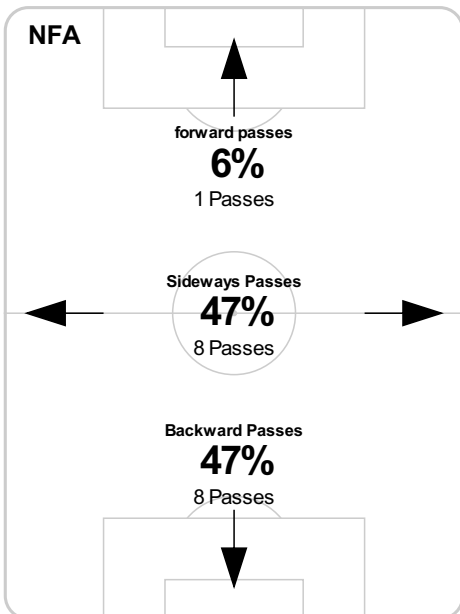 NFA
forward passes
6%
1 Passes
Sideways Passes
47%
8 Passes
Backward Passes
47%
8 Passes